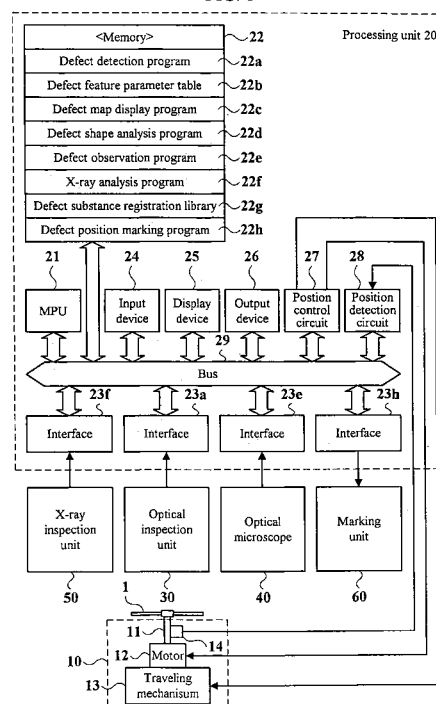 <Memory> 22
Processing unit 20
Defect detection program 22a
Defect feature parameter table 22b
Defect map display program 22c
Defect shape analysis program 22d
Defect observation program 22e
X-ray analysis program 22f
Defect substance registration library 22g
Defect position marking program 22h
21 24 25 26 27 28
MPU
Input device
Display device
Output device
Postion control circuit
Position detection circuit
29
Bus
23f 23a 23e 23h
Interface Interface Interface Interface
X-ray inspection unit
Optical inspection unit
Optical microscope
Marking unit
50 30 40 60
1
11
14
10
12 Motor
13 Traveling mechanisum